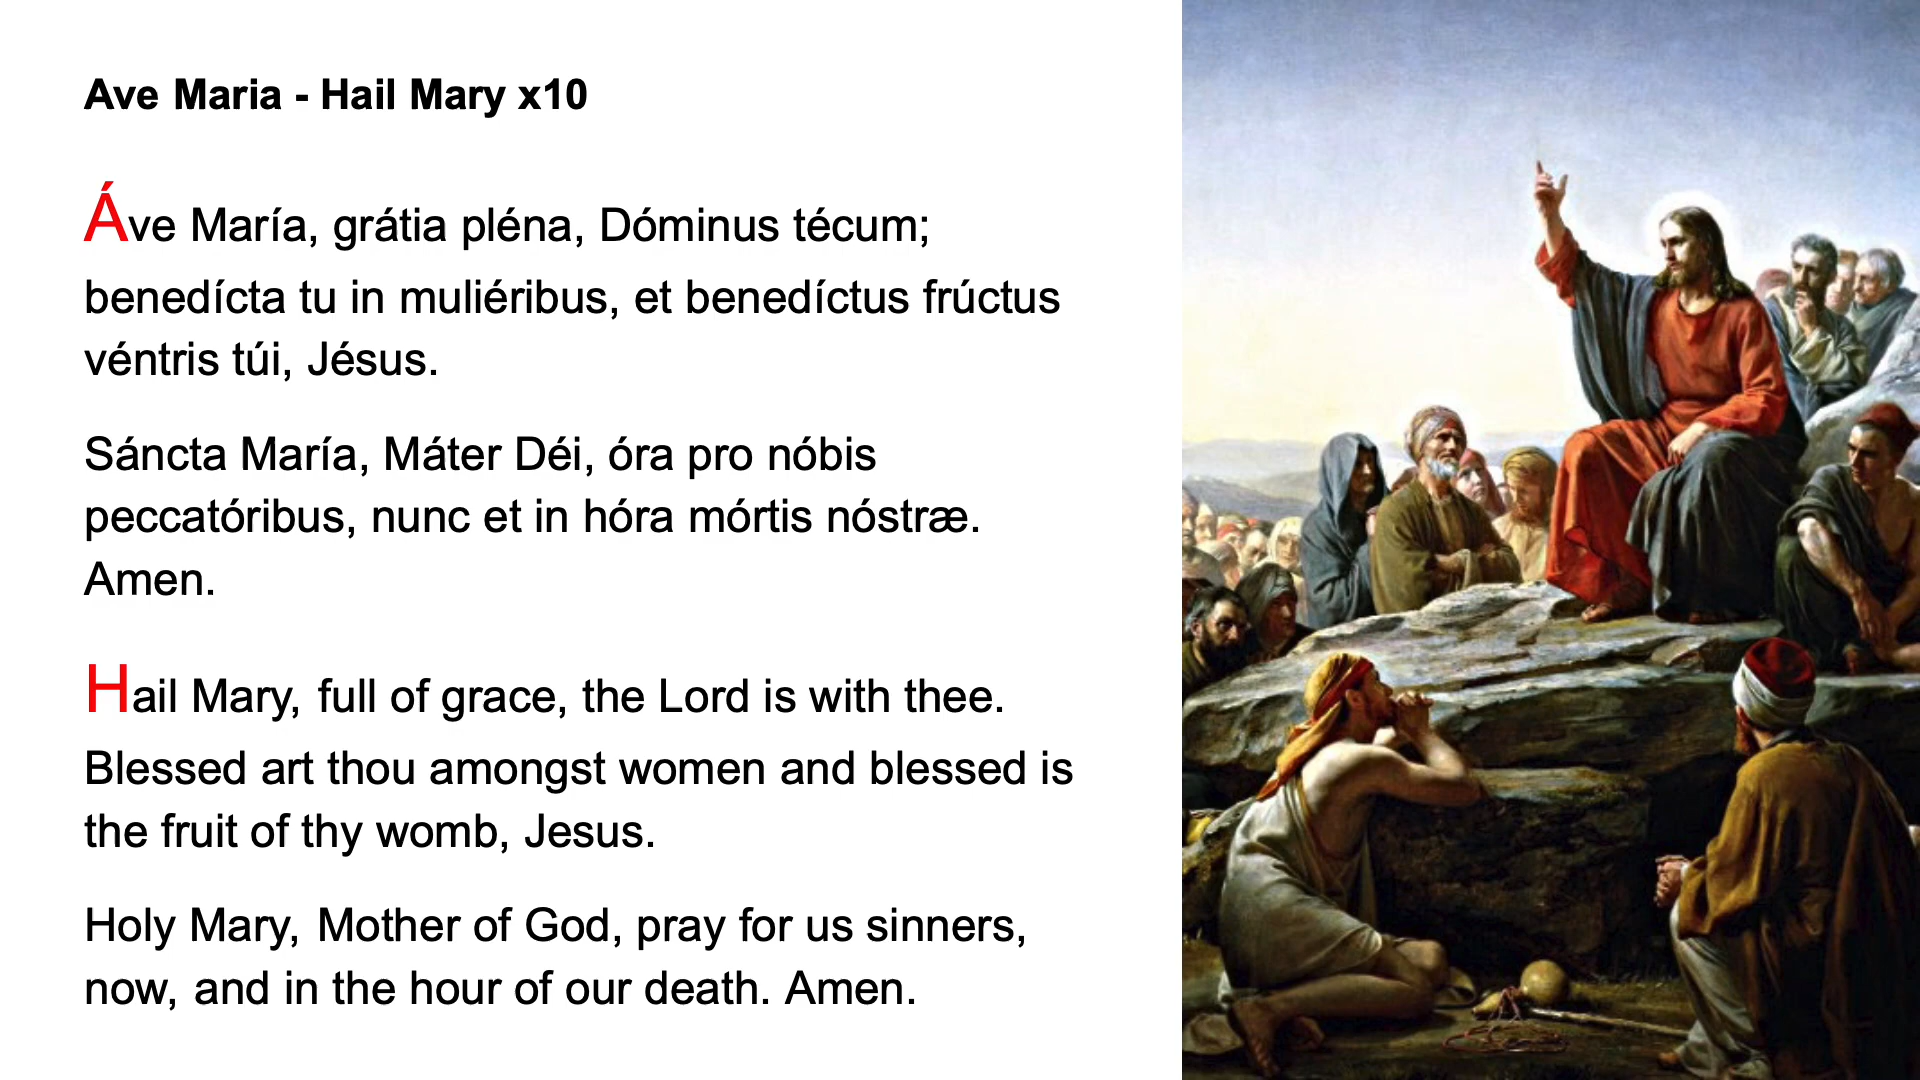 Ave Maria - Hail Mary x10
Áve María, grátia pléna, Dóminus técum;
benedícta tu in muliéribus, et benedíctus frúctus
véntris túi, Jésus.
Sáncta María, Máter Déi, óra pro nóbis
peccatóribus, nunc et in hóra mórtis nóstræ.
Amen.
Hail Mary, full of grace, the Lord is with thee.
Blessed art thou amongst women and blessed is
the fruit of thy womb, Jesus.
Holy Mary, Mother of God, pray for us sinners,
now, and in the hour of our death. Amen.